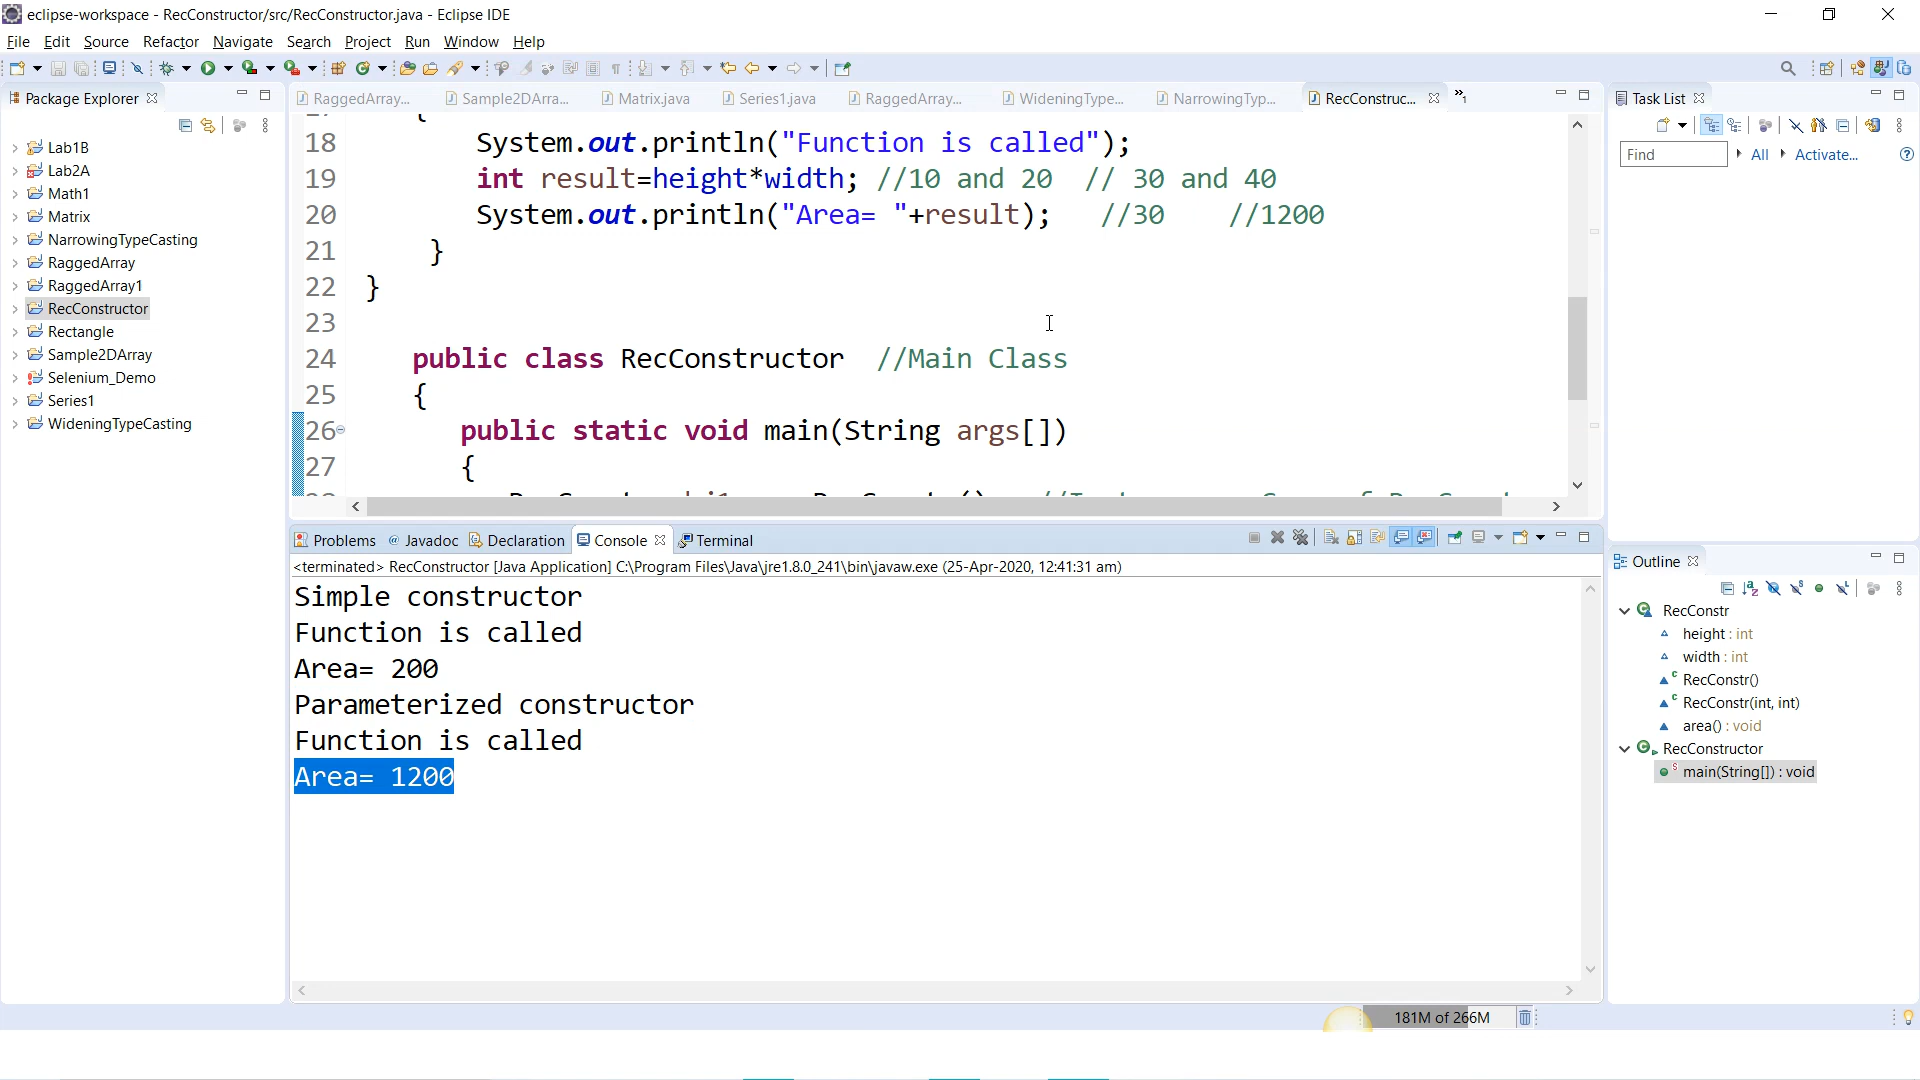 eclipse-workspace - RecConstructor/src/RecConstructor.java - Eclipse IDE
File Edit Source Refactor Navigate Search Project Run Window Help
Package Explorer
Lab1B
Lab2A
Math1
Matrix
NarrowingTypeCasting
RaggedArray
RaggedArray1
RecConstructor
Rectangle
Sample2DArray
Selenium_Demo
Series1
WideningTypeCasting
RaggedArray... Sample2DArra... Matrix.java Series1.java RaggedArray... WideningType... NarrowingTyp... RecConstruc... »1
18 System.out.println("Function is called");
19 int result=height*width; //10 and 20 // 30 and 40
20 System.out.println("Area= "+result); //30 //1200
21 }
22 }
23
24 public class RecConstructor //Main Class
25 {
26 public static void main(String args[])
27 {
Problems Javadoc Declaration Console Terminal
<terminated> RecConstructor [Java Application] C:\Program Files\Java\jre1.8.0_241\bin\javaw.exe (25-Apr-2020, 12:41:31 am)
Simple constructor
Function is called
Area= 200
Parameterized constructor
Function is called
Area= 1200
Task List
Find All Activate...
Outline
RecConstr
height : int
width : int
RecConstr()
RecConstr(int, int)
area() : void
RecConstructor
main(String[]) : void
181M of 266M